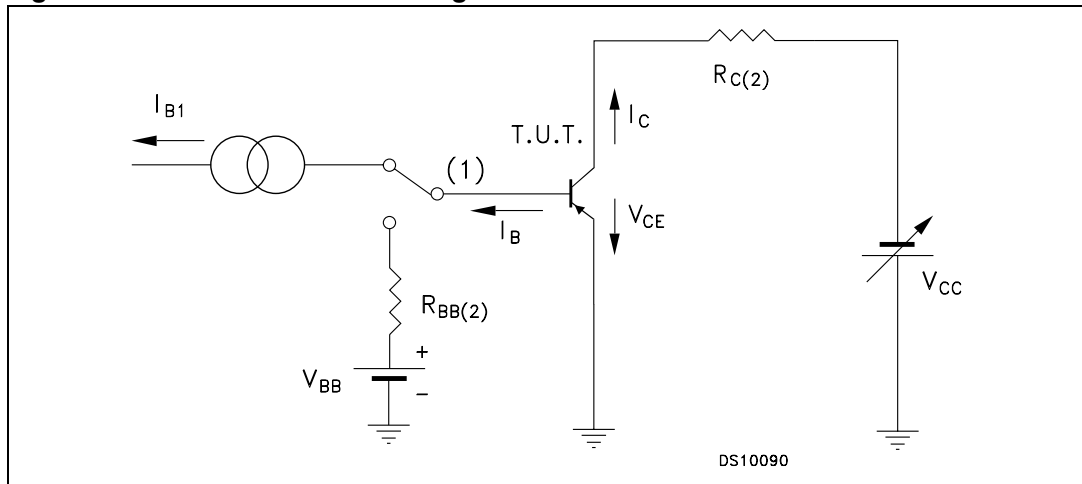 R_C(2)
I_B1
I_C
T.U.T.
(1)
V_CE
I_B
V_CC
R_BB(2)
+
V_BB
-
DS10090